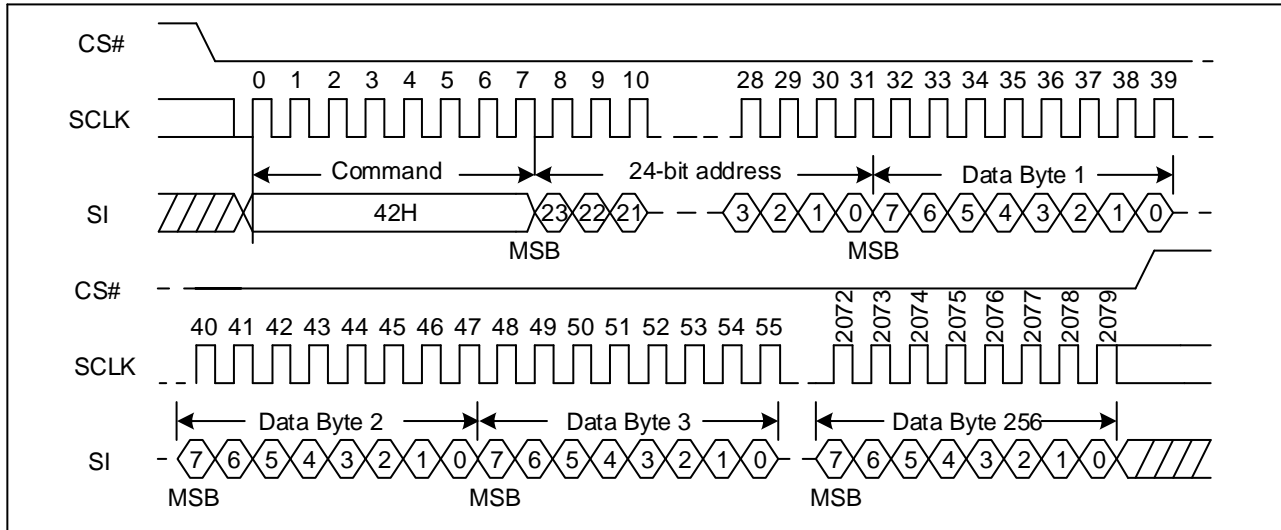 CS#
0 1 2 3 4 5 6 7 8 9 10 28 29 30 31 32 33 34 35 36 37 38 39
SCLK
Command 24-bit address Data Byte 1
SI 42H 23 22 21 3 2 1 0 7 6 5 4 3 2 1 0
MSB MSB
CS#
40 41 42 43 44 45 46 47 48 49 50 51 52 53 54 55 2072 2073 2074 2075 2076 2077 2078 2079
SCLK
Data Byte 2 Data Byte 3 Data Byte 256
SI 7 6 5 4 3 2 1 0 7 6 5 4 3 2 1 0 7 6 5 4 3 2 1 0
MSB MSB MSB